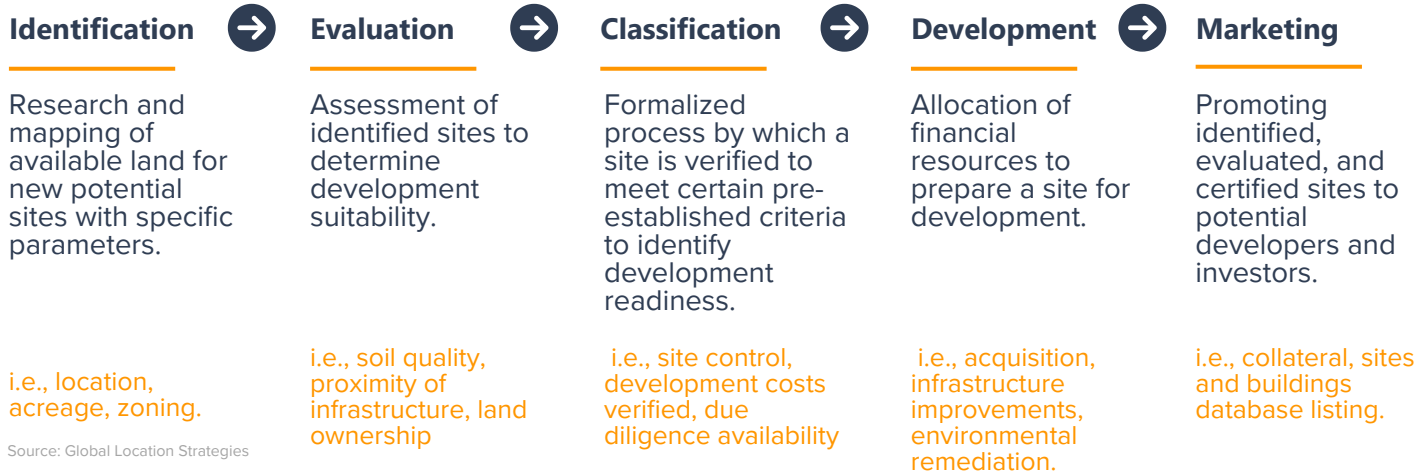 Identification
Research and
mapping of
available land for
new potential
sites with specific
parameters.
i.e., location,
acreage, zoning.
Evaluation
Assessment of
identified sites to
determine
development
suitability.
i.e., soil quality,
proximity of
infrastructure, land
ownership
Classification
Formalized
process by which a
site is verified to
meet certain pre-
established criteria
to identify
development
readiness.
i.e., site control,
development costs
verified, due
diligence availability
Development
Allocation of
financial
resources to
prepare a site for
development.
i.e., acquisition,
infrastructure
improvements,
environmental
remediation.
Marketing
Promoting
identified,
evaluated, and
certified sites to
potential
developers and
investors.
i.e., collateral, sites
and buildings
database listing.
Source: Global Location Strategies